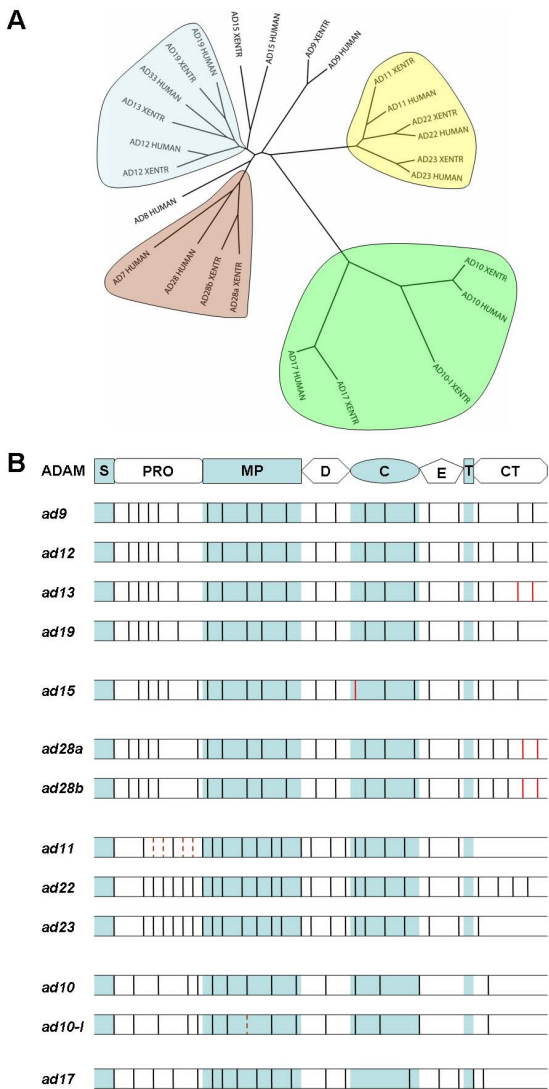 A
AD19 HUMAN
AD19 XENTR
AD33 HUMAN
AD13 XENTR
AD12 HUMAN
AD12 XENTR
AD15 XENTR
AD15 HUMAN
AD9 XENTR
AD9 HUMAN
AD11 XENTR
AD11 HUMAN
AD22 XENTR
AD22 HUMAN
AD23 XENTR
AD23 HUMAN
AD8 HUMAN
AD7 HUMAN
AD28 HUMAN
AD28b XENTR
AD28a XENTR
AD10 XENTR
AD10 HUMAN
AD10-l XENTR
AD17 HUMAN
AD17 XENTR
B
ADAM S PRO MP D C E T CT
ad9
ad12
ad13
ad19
ad15
ad28a
ad28b
ad11
ad22
ad23
ad10
ad10-l
ad17